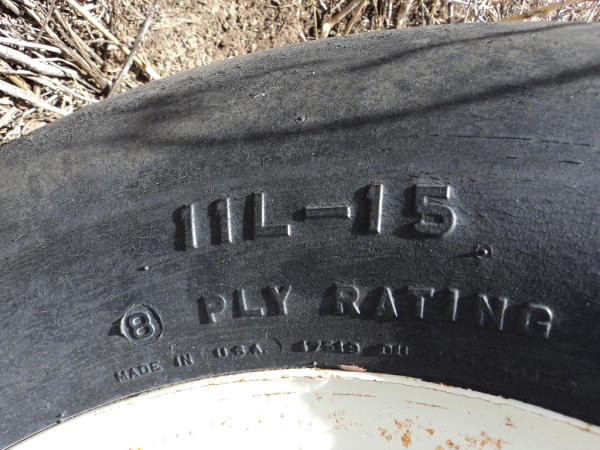 11L-15
8 PLY RATING
MADE IN U.S.A.